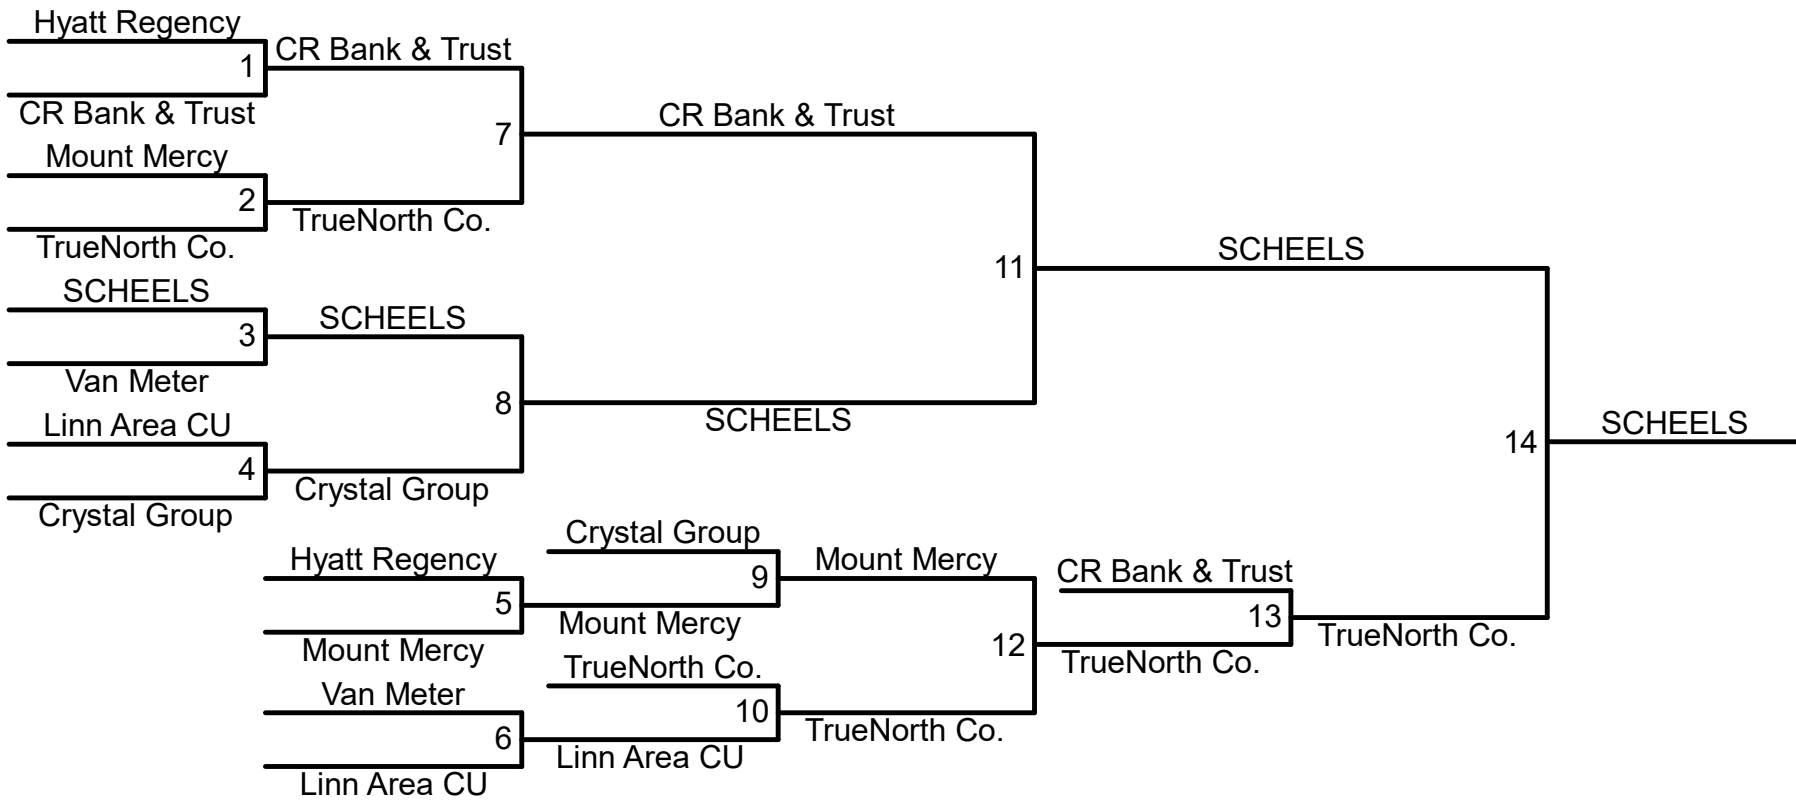 Hyatt Regency
1
CR Bank & Trust
CR Bank & Trust
Mount Mercy
2
TrueNorth Co.
7
TrueNorth Co.
CR Bank & Trust
SCHEELS
3
Van Meter
SCHEELS
Linn Area CU
4
Crystal Group
8
Crystal Group
SCHEELS
11
SCHEELS
Hyatt Regency
5
Mount Mercy
Crystal Group
9
Mount Mercy
Mount Mercy
Van Meter
6
Linn Area CU
TrueNorth Co.
10
Linn Area CU
TrueNorth Co.
12
CR Bank & Trust
13
TrueNorth Co.
TrueNorth Co.
14
SCHEELS